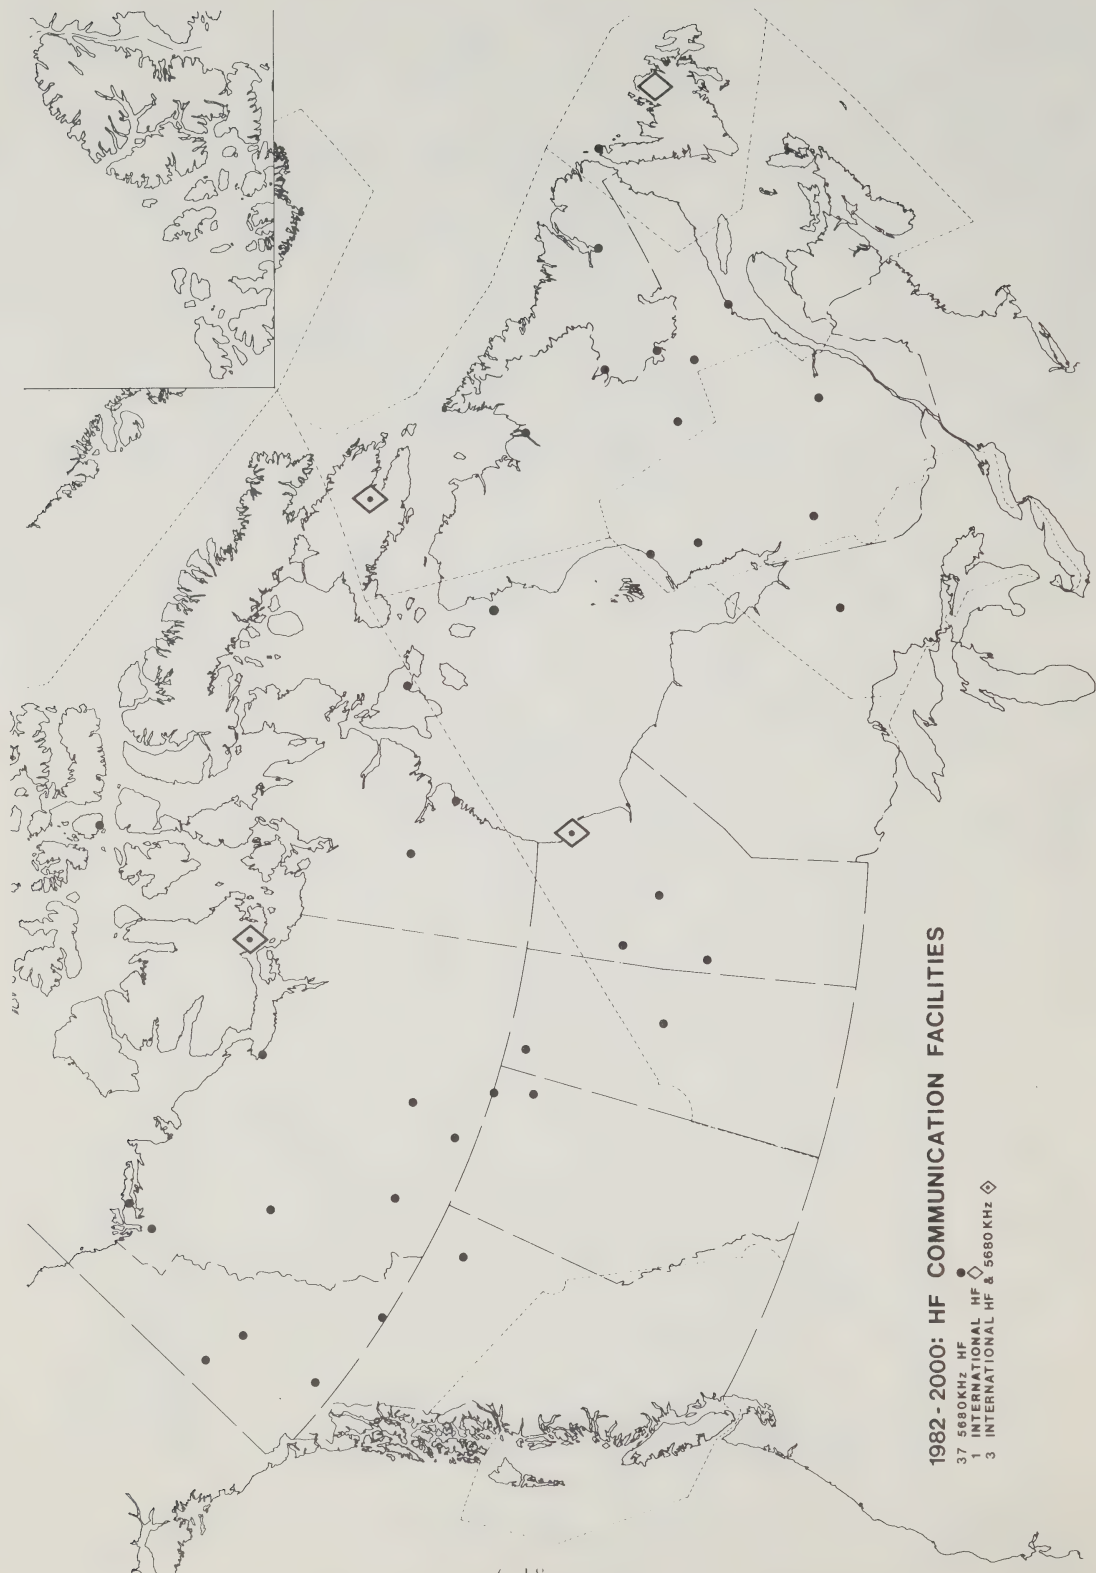 1982-2000: HF COMMUNICATION FACILITIES
37 5680KHz HF
1 INTERNATIONAL HF
3 INTERNATIONAL HF & 5680KHz